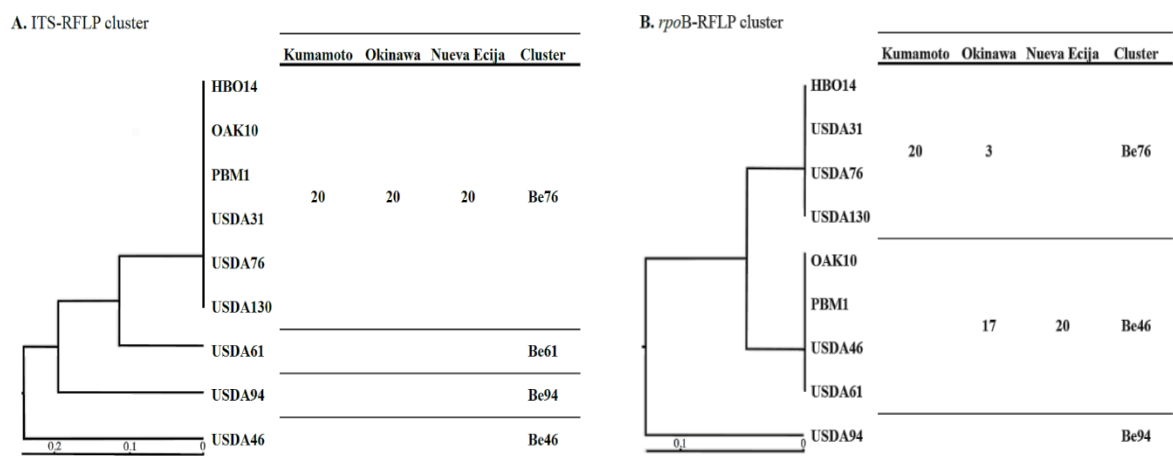 A. ITS-RFLP cluster
Kumamoto Okinawa Nueva Ecija Cluster
HBO14
OAK10
PBM1
20 20 20 Be76
USDA31
USDA76
USDA130
USDA61 Be61
USDA94 Be94
USDA46 Be46
0.2 0.1 0
B. rpoB-RFLP cluster
Kumamoto Okinawa Nueva Ecija Cluster
HBO14
USDA31
20 3 Be76
USDA76
USDA130
OAK10
PBM1
17 20 Be46
USDA46
USDA61
USDA94 Be94
0.1 0